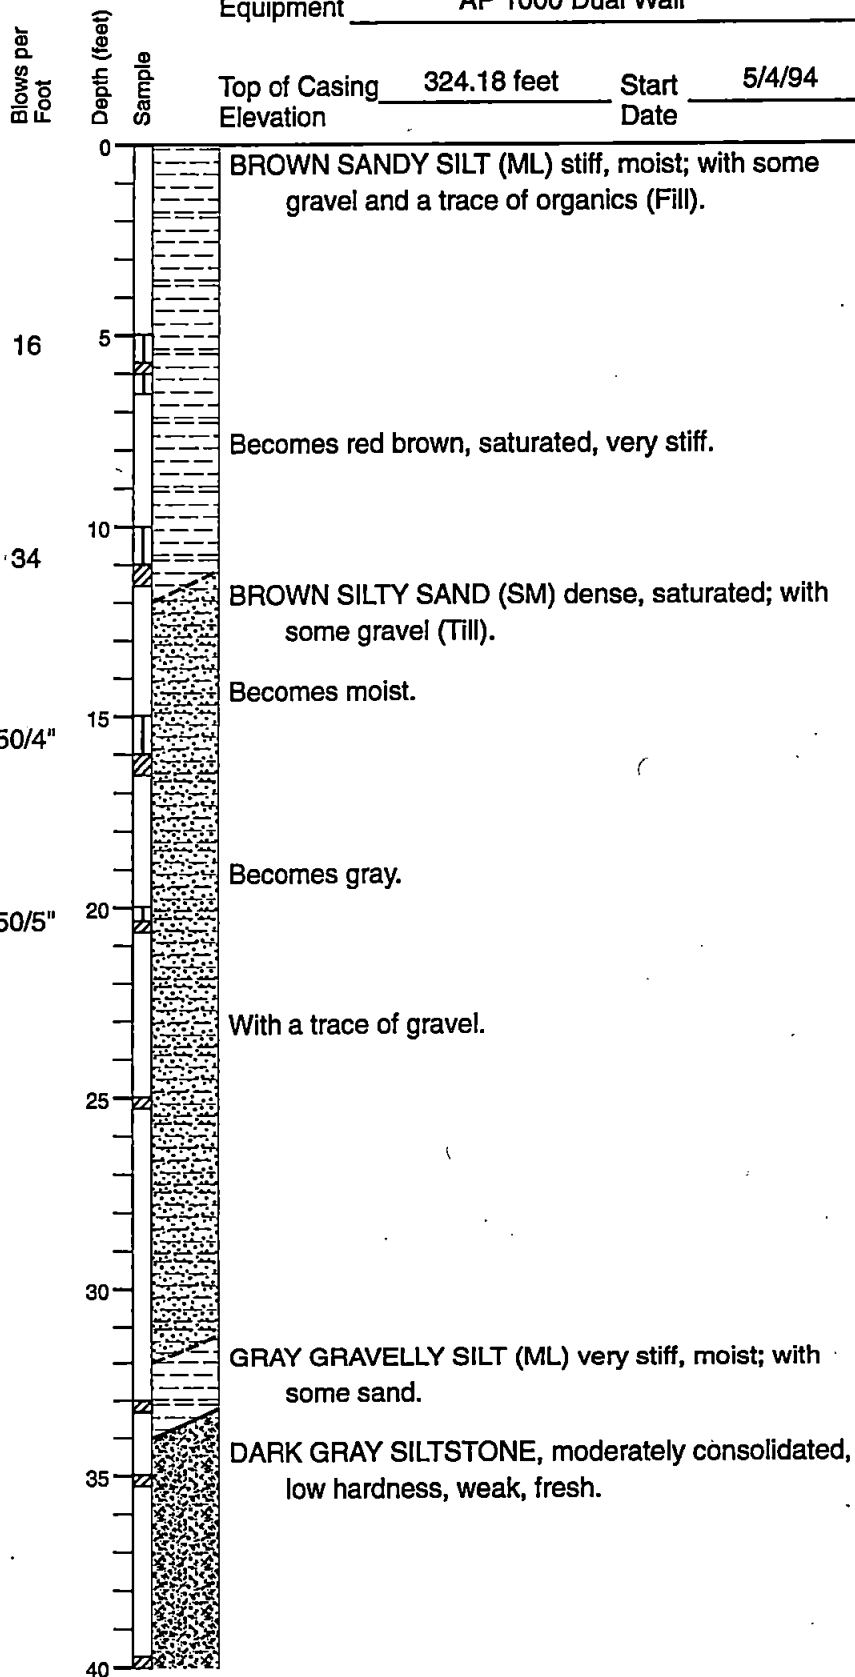 Equipment AP 1000 Dual Wall
Blows per Foot
Depth (feet)
Sample
Top of Casing Elevation 324.18 feet Start Date 5/4/94
0
BROWN SANDY SILT (ML) stiff, moist; with some
gravel and a trace of organics (Fill).
16
5
Becomes red brown, saturated, very stiff.
10
34
BROWN SILTY SAND (SM) dense, saturated; with
some gravel (Till).
Becomes moist.
15
50/4"
Becomes gray.
20
50/5"
With a trace of gravel.
25
30
GRAY GRAVELLY SILT (ML) very stiff, moist; with
some sand.
DARK GRAY SILTSTONE, moderately consolidated,
35
low hardness, weak, fresh.
40